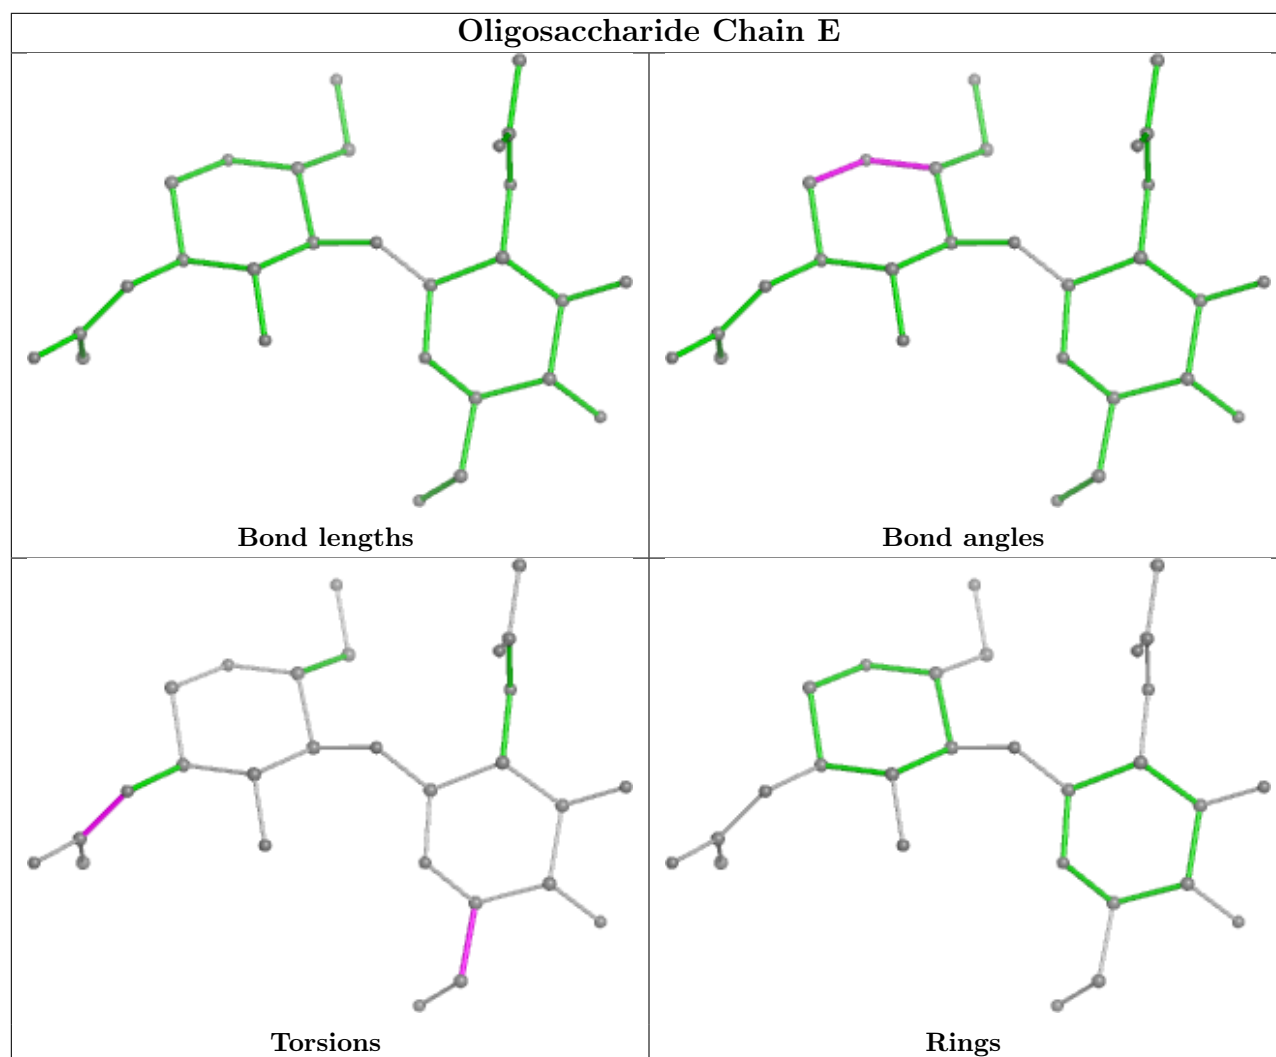 Oligosaccharide Chain E
Bond lengths
Bond angles
Torsions
Rings